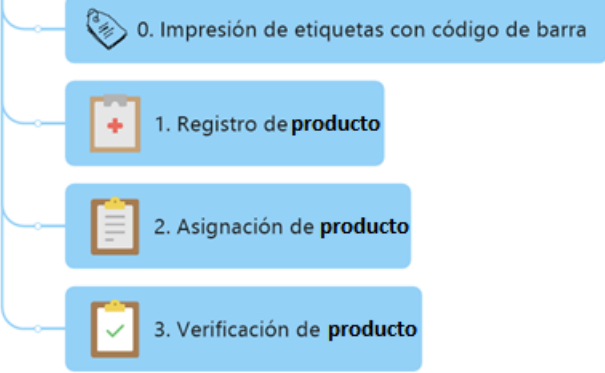 0. Impresión de etiquetas con código de barra
1. Registro de producto
2. Asignación de producto
3. Verificación de producto